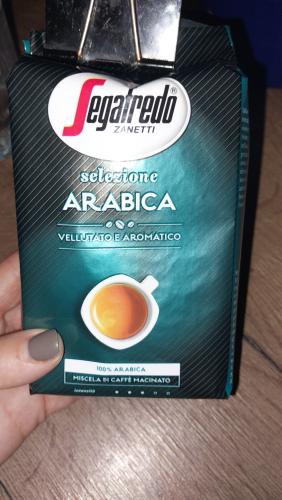 Segafredo®
ZANETTI
selezione
ARABICA
VELLUTATO E AROMATICO
100% ARABICA
MISCELA DI CAFFÈ MACINATO
intensità